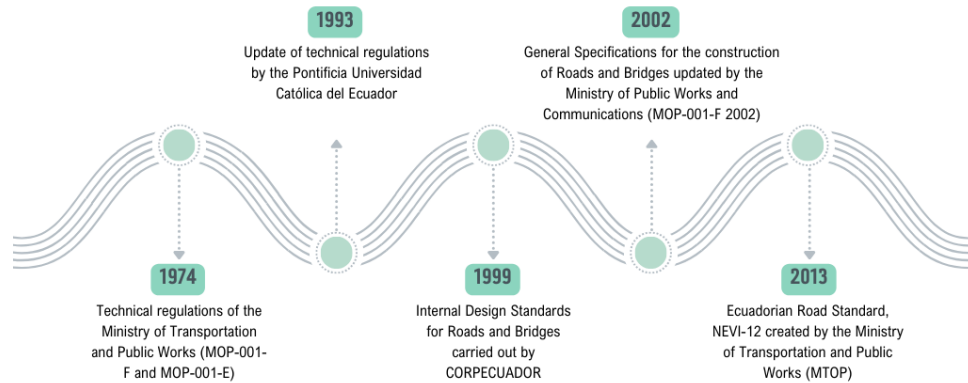 1993
Update of technical regulations
by the Pontificia Universidad
Católica del Ecuador
2002
General Specifications for the construction
of Roads and Bridges updated by the
Ministry of Public Works and
Communications (MOP-001-F 2002)
1974
Technical regulations of the
Ministry of Transportation
and Public Works (MOP-001-
F and MOP-001-E)
1999
Internal Design Standards
for Roads and Bridges
carried out by
CORPECUADOR
2013
Ecuadorian Road Standard,
NEVI-12 created by the Ministry
of Transportation and Public
Works (MTOP)